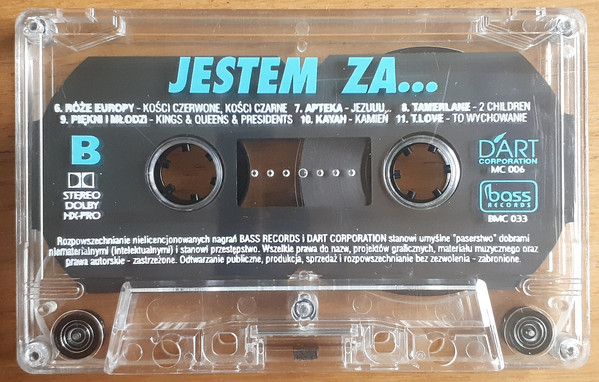 JESTEM ZA...
6. RÓŻE EUROPY - KOŚCI CZERWONE, KOŚCI CZARNE 7. APTEKA - JEZUUU,.. 8. TAMERLANE - 2 CHILDREN
9. PIĘKNI I MŁODZI - KINGS & QUEENS & PRESIDENTS 10. KAYAH - KAMIEŃ 11. T.LOVE - TO WYCHOWANIE
B
STEREO
DOLBY
HX-PRO
D'ART
CORPORATION
MC 006
bass
RECORDS
BMC 033
Rozpowszechnianie nielicencjonowanych nagrań BASS RECORDS i DART CORPORATION stanowi umyślne "paserstwo" dobrami
niematerialnymi (intelektualnymi) i stanowi przestępstwo. Wszelkie prawa do nazw, projektów graficznych, materiału muzycznego oraz
prawa autorskie - zastrzeżone. Odtwarzanie publiczne, produkcja, sprzedaż i rozpowszechnianie bez zezwolenia - zabronione.